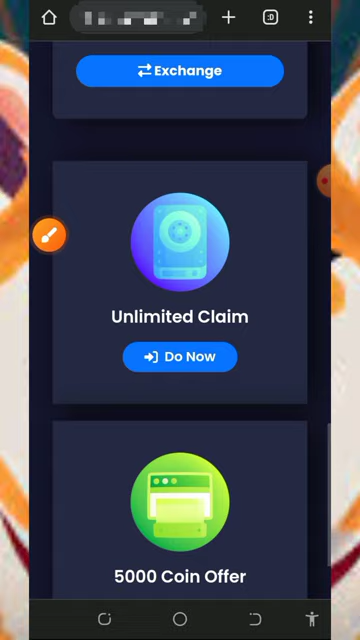 :D
Exchange
Unlimited Claim
Do Now
5000 Coin Offer